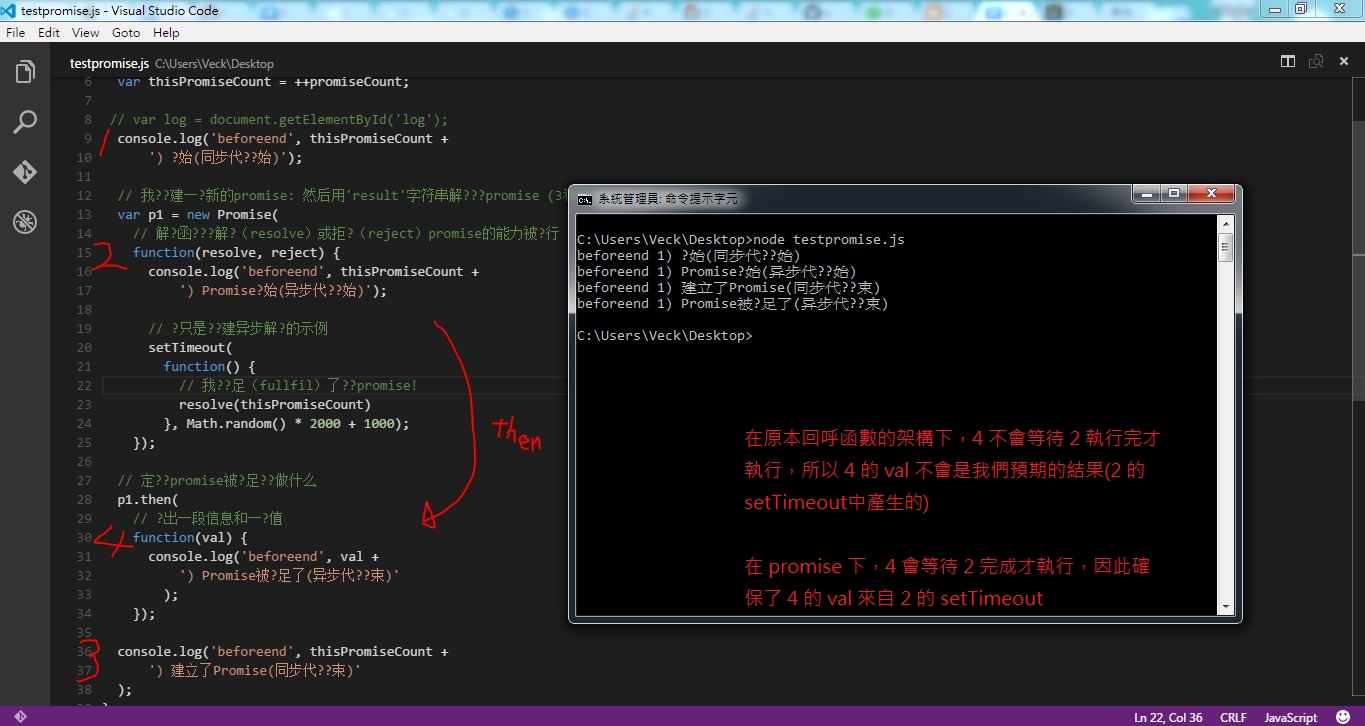 testpromise.js - Visual Studio Code
File Edit View Goto Help
testpromise.js C:\Users\Veck\Desktop
6 var thisPromiseCount = ++promiseCount;
7
8 // var log = document.getElementById('log');
9 console.log('beforeend', thisPromiseCount +
10 ') ?始(同步代??始)');
11
12 // 我??建一?新的promise: 然后用'result'字符串解???promise (3
13 var p1 = new Promise(
14 // 解?函???解?（resolve）或拒?（reject）promise的能力被?行
15 function(resolve, reject) {
16 console.log('beforeend', thisPromiseCount +
17 ') Promise?始(异步代??始)');
18
19 // ?只是??建异步解?的示例
20 setTimeout(
21 function() {
22 // 我??足（fullfil）了??promise!
23 resolve(thisPromiseCount)
24 }, Math.random() * 2000 + 1000);
25 });
26
27 // 定??promise被?足??做什么
28 p1.then(
29 // ?出一段信息和一?值
30 function(val) {
31 console.log('beforeend', val +
32 ') Promise被?足了(异步代??束)'
33 );
34 });
35
36 console.log('beforeend', thisPromiseCount +
37 ') 建立了Promise(同步代??束)'
38 );
1
2
then
4
3
系統管理員: 命令提示字元
C:\Users\Veck\Desktop>node testpromise.js
beforeend 1) ?始(同步代??始)
beforeend 1) Promise?始(异步代??始)
beforeend 1) 建立了Promise(同步代??束)
beforeend 1) Promise被?足了(异步代??束)
C:\Users\Veck\Desktop>
在原本回呼函數的架構下，4 不會等待 2 執行完才
執行，所以 4 的 val 不會是我們預期的結果(2 的
setTimeout中產生的)
在 promise 下，4 會等待 2 完成才執行，因此確
保了 4 的 val 來自 2 的 setTimeout
Ln 22, Col 36 CRLF JavaScript